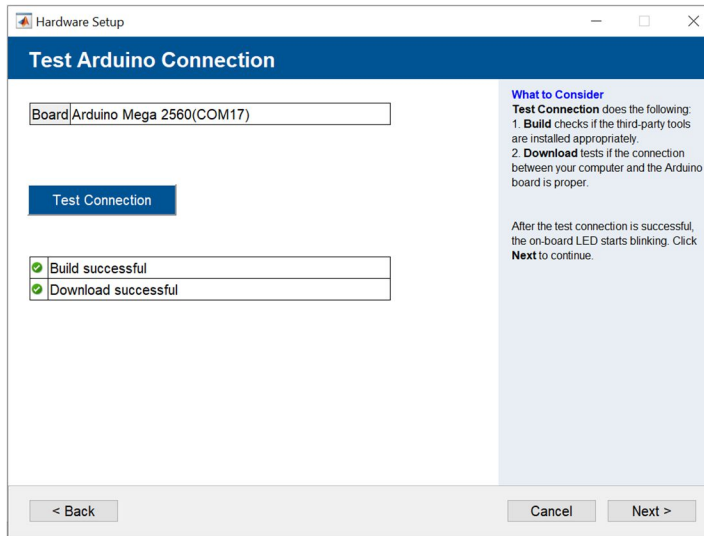 Hardware Setup
Test Arduino Connection
Board Arduino Mega 2560(COM17)
Test Connection
Build successful
Download successful
What to Consider
Test Connection does the following:
1. Build checks if the third-party tools
are installed appropriately.
2. Download tests if the connection
between your computer and the Arduino
board is proper.
After the test connection is successful,
the on-board LED starts blinking. Click
Next to continue.
< Back
Cancel
Next >